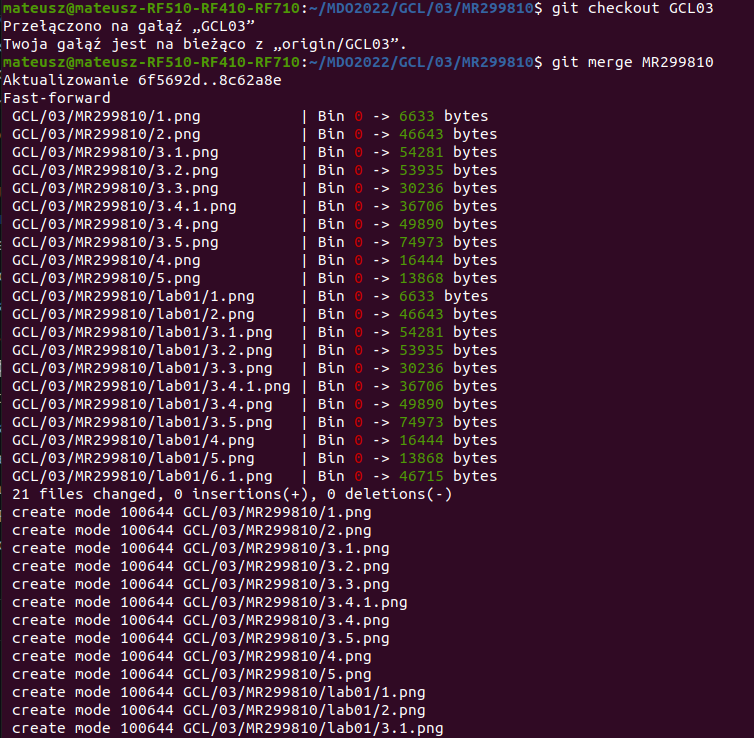 mateusz@mateusz-RF510-RF410-RF710:~/MDO2022/GCL/03/MR299810$ git checkout GCL03
Przełączono na gałąź „GCL03”
Twoja gałąź jest na bieżąco z „origin/GCL03”.
mateusz@mateusz-RF510-RF410-RF710:~/MDO2022/GCL/03/MR299810$ git merge MR299810
Aktualizowanie 6f5692d..8c62a8e
Fast-forward
 GCL/03/MR299810/1.png           | Bin 0 -> 6633 bytes
 GCL/03/MR299810/2.png           | Bin 0 -> 46643 bytes
 GCL/03/MR299810/3.1.png         | Bin 0 -> 54281 bytes
 GCL/03/MR299810/3.2.png         | Bin 0 -> 53935 bytes
 GCL/03/MR299810/3.3.png         | Bin 0 -> 30236 bytes
 GCL/03/MR299810/3.4.1.png       | Bin 0 -> 36706 bytes
 GCL/03/MR299810/3.4.png         | Bin 0 -> 49890 bytes
 GCL/03/MR299810/3.5.png         | Bin 0 -> 74973 bytes
 GCL/03/MR299810/4.png           | Bin 0 -> 16444 bytes
 GCL/03/MR299810/5.png           | Bin 0 -> 13868 bytes
 GCL/03/MR299810/lab01/1.png     | Bin 0 -> 6633 bytes
 GCL/03/MR299810/lab01/2.png     | Bin 0 -> 46643 bytes
 GCL/03/MR299810/lab01/3.1.png   | Bin 0 -> 54281 bytes
 GCL/03/MR299810/lab01/3.2.png   | Bin 0 -> 53935 bytes
 GCL/03/MR299810/lab01/3.3.png   | Bin 0 -> 30236 bytes
 GCL/03/MR299810/lab01/3.4.1.png | Bin 0 -> 36706 bytes
 GCL/03/MR299810/lab01/3.4.png   | Bin 0 -> 49890 bytes
 GCL/03/MR299810/lab01/3.5.png   | Bin 0 -> 74973 bytes
 GCL/03/MR299810/lab01/4.png     | Bin 0 -> 16444 bytes
 GCL/03/MR299810/lab01/5.png     | Bin 0 -> 13868 bytes
 GCL/03/MR299810/lab01/6.1.png   | Bin 0 -> 46715 bytes
 21 files changed, 0 insertions(+), 0 deletions(-)
 create mode 100644 GCL/03/MR299810/1.png
 create mode 100644 GCL/03/MR299810/2.png
 create mode 100644 GCL/03/MR299810/3.1.png
 create mode 100644 GCL/03/MR299810/3.2.png
 create mode 100644 GCL/03/MR299810/3.3.png
 create mode 100644 GCL/03/MR299810/3.4.1.png
 create mode 100644 GCL/03/MR299810/3.4.png
 create mode 100644 GCL/03/MR299810/3.5.png
 create mode 100644 GCL/03/MR299810/4.png
 create mode 100644 GCL/03/MR299810/5.png
 create mode 100644 GCL/03/MR299810/lab01/1.png
 create mode 100644 GCL/03/MR299810/lab01/2.png
 create mode 100644 GCL/03/MR299810/lab01/3.1.png